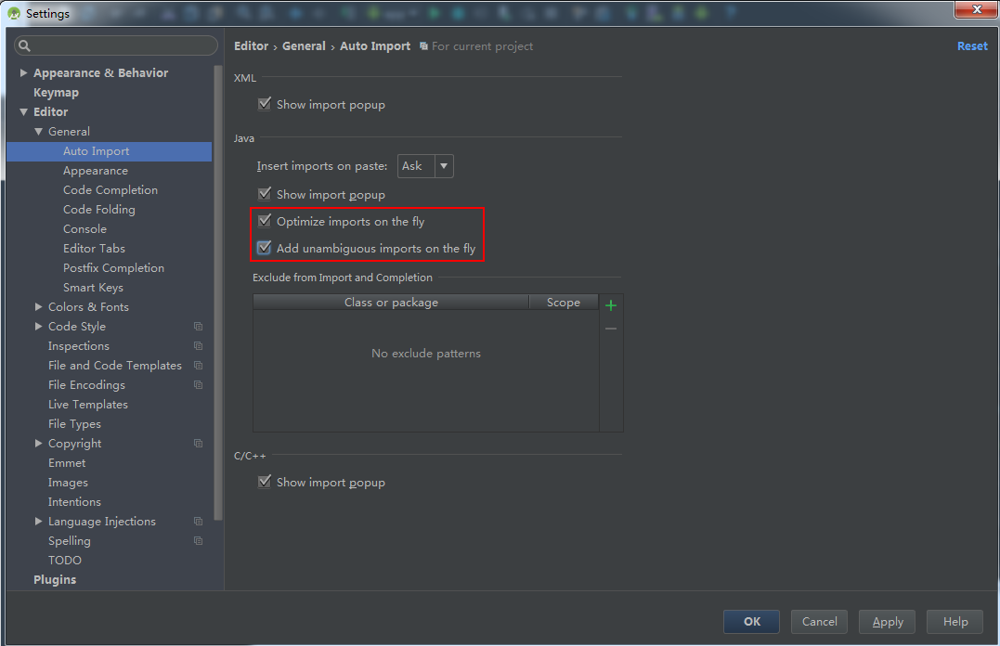 Settings
Appearance & Behavior
Keymap
Editor
General
Auto Import
Appearance
Code Completion
Code Folding
Console
Editor Tabs
Postfix Completion
Smart Keys
Colors & Fonts
Code Style
Inspections
File and Code Templates
File Encodings
Live Templates
File Types
Copyright
Emmet
Images
Intentions
Language Injections
Spelling
TODO
Plugins
Editor › General › Auto Import For current project
Reset
XML
Show import popup
Java
Insert imports on paste: Ask
Show import popup
Optimize imports on the fly
Add unambiguous imports on the fly
Exclude from Import and Completion
Class or package Scope
No exclude patterns
C/C++
Show import popup
OK Cancel Apply Help